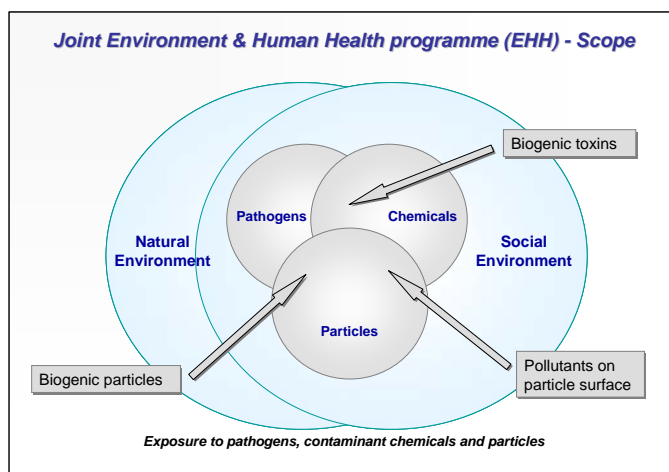 Joint Environment & Human Health programme (EHH) - Scope
Biogenic toxins
Pathogens
Chemicals
Natural
Environment
Social
Environment
Particles
Biogenic particles
Pollutants on
particle surface
Exposure to pathogens, contaminant chemicals and particles